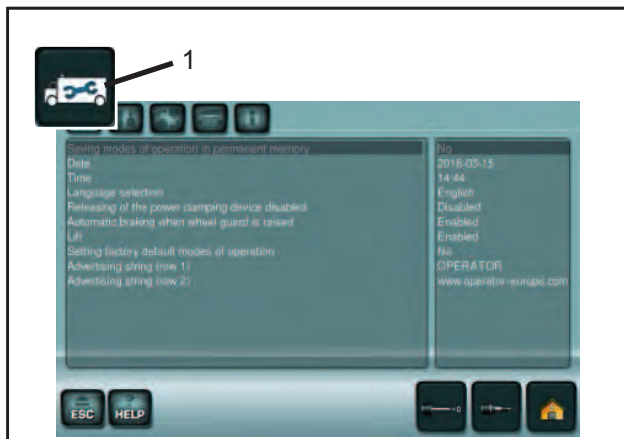 1
Saving modes of operation in permanent memory No
Date 2016-03-15
Time 14:44
Language selection English
Releasing of the power clamping device disabled Disabled
Automatic braking when wheel guard is raised Enabled
Lift Enabled
Setting factory default modes of operation No
Advertising string (row 1) OPERATOR
Advertising string (row 2) www.operator-europe.com
ESC ? HELP